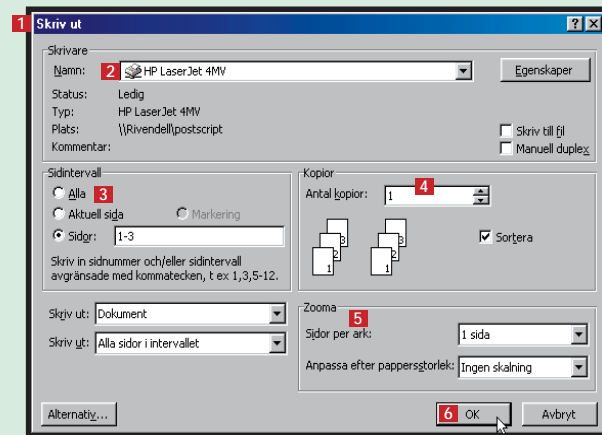 1 Skriv ut
Skrivare
Namn: 2 HP LaserJet 4MV Egenskaper
Status: Ledig
Typ: HP LaserJet 4MV
Plats: \\Rivendell\postscript
Kommentar:
Skriv till fil
Manuell duplex
Sidintervall
Alla 3
Aktuell sida Markering
Sidor: 1-3
Skriv in sidnummer och/eller sidintervall
avgränsade med kommatecken, t ex 1,3,5-12.
Kopior
Antal kopior: 1 4
3 3
2 2
1 1
Sortera
Skriv ut: Dokument
Skriv ut: Alla sidor i intervallet
Zooma
5
Sidor per ark: 1 sida
Anpassa efter pappersstorlek: Ingen skalning
Alternativ... 6 OK Avbryt